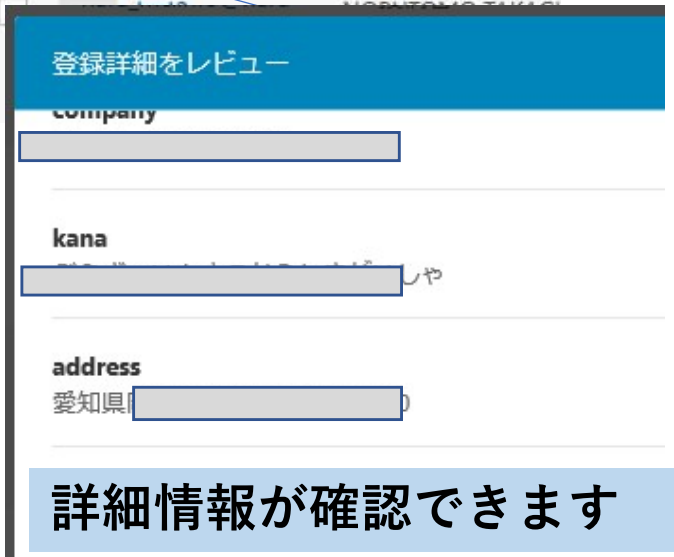 登録詳細をレビュー
company
kana
しや
address
愛知県
詳細情報が確認できます